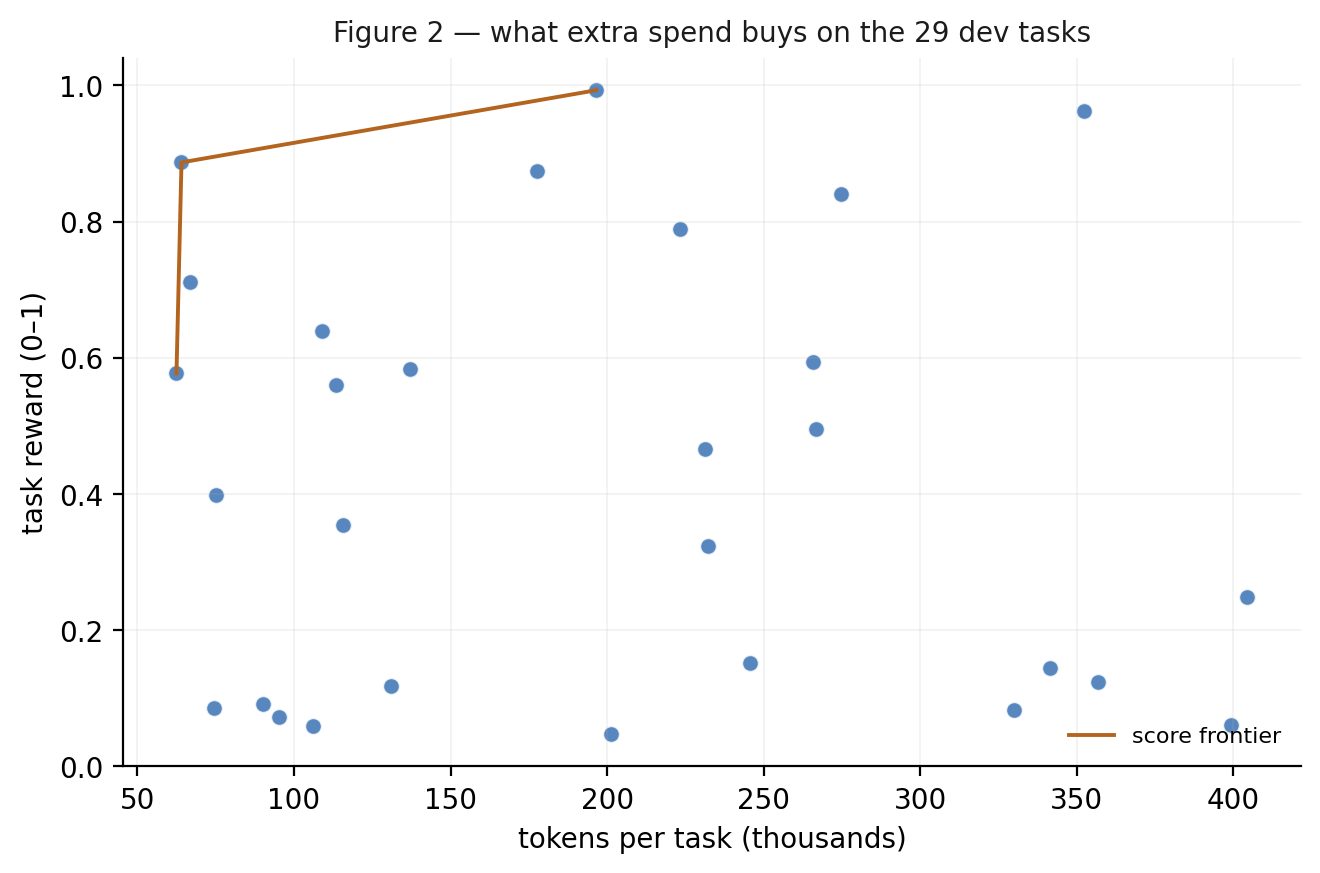 Figure 2 — what extra spend buys on the 29 dev tasks
task reward (0–1)
1.0
0.8
0.6
0.4
0.2
0.0
50 100 150 200 250 300 350 400
tokens per task (thousands)
score frontier